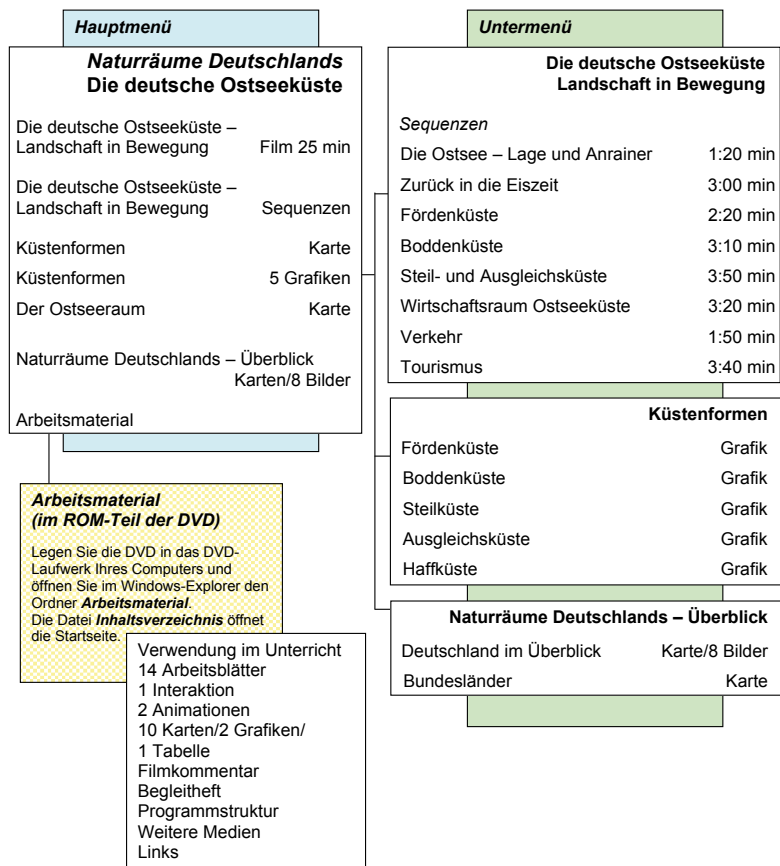 Hauptmenü
Naturräume Deutschlands
Die deutsche Ostseeküste
Die deutsche Ostseeküste –
Landschaft in Bewegung Film 25 min
Die deutsche Ostseeküste –
Landschaft in Bewegung Sequenzen
Küstenformen Karte
Küstenformen 5 Grafiken
Der Ostseeraum Karte
Naturräume Deutschlands – Überblick
Karten/8 Bilder
Arbeitsmaterial
Arbeitsmaterial
(im ROM-Teil der DVD)
Legen Sie die DVD in das DVD-
Laufwerk Ihres Computers und
öffnen Sie im Windows-Explorer den
Ordner Arbeitsmaterial.
Die Datei Inhaltsverzeichnis öffnet
die Startseite.
Verwendung im Unterricht
14 Arbeitsblätter
1 Interaktion
2 Animationen
10 Karten/2 Grafiken/
1 Tabelle
Filmkommentar
Begleitheft
Programmstruktur
Weitere Medien
Links
Untermenü
Die deutsche Ostseeküste
Landschaft in Bewegung
Sequenzen
Die Ostsee – Lage und Anrainer 1:20 min
Zurück in die Eiszeit 3:00 min
Fördenküste 2:20 min
Boddenküste 3:10 min
Steil- und Ausgleichsküste 3:50 min
Wirtschaftsraum Ostseeküste 3:20 min
Verkehr 1:50 min
Tourismus 3:40 min
Küstenformen
Fördenküste Grafik
Boddenküste Grafik
Steilküste Grafik
Ausgleichsküste Grafik
Haffküste Grafik
Naturräume Deutschlands – Überblick
Deutschland im Überblick Karte/8 Bilder
Bundesländer Karte